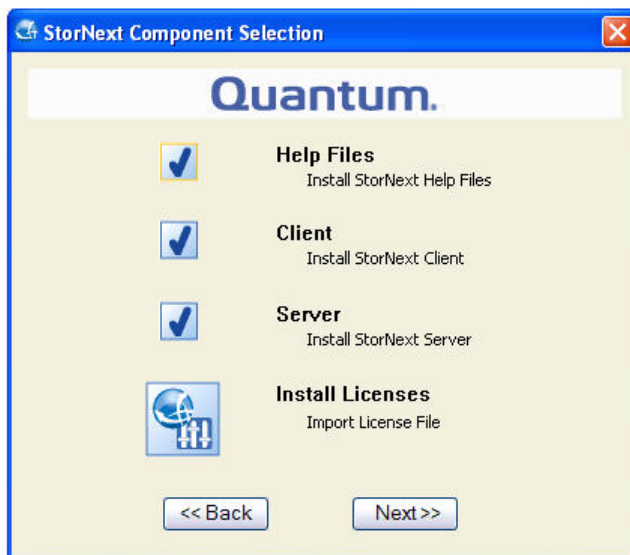 StorNext Component Selection
Quantum.
Help Files
Install StorNext Help Files
Client
Install StorNext Client
Server
Install StorNext Server
Install Licenses
Import License File
<< Back
Next >>